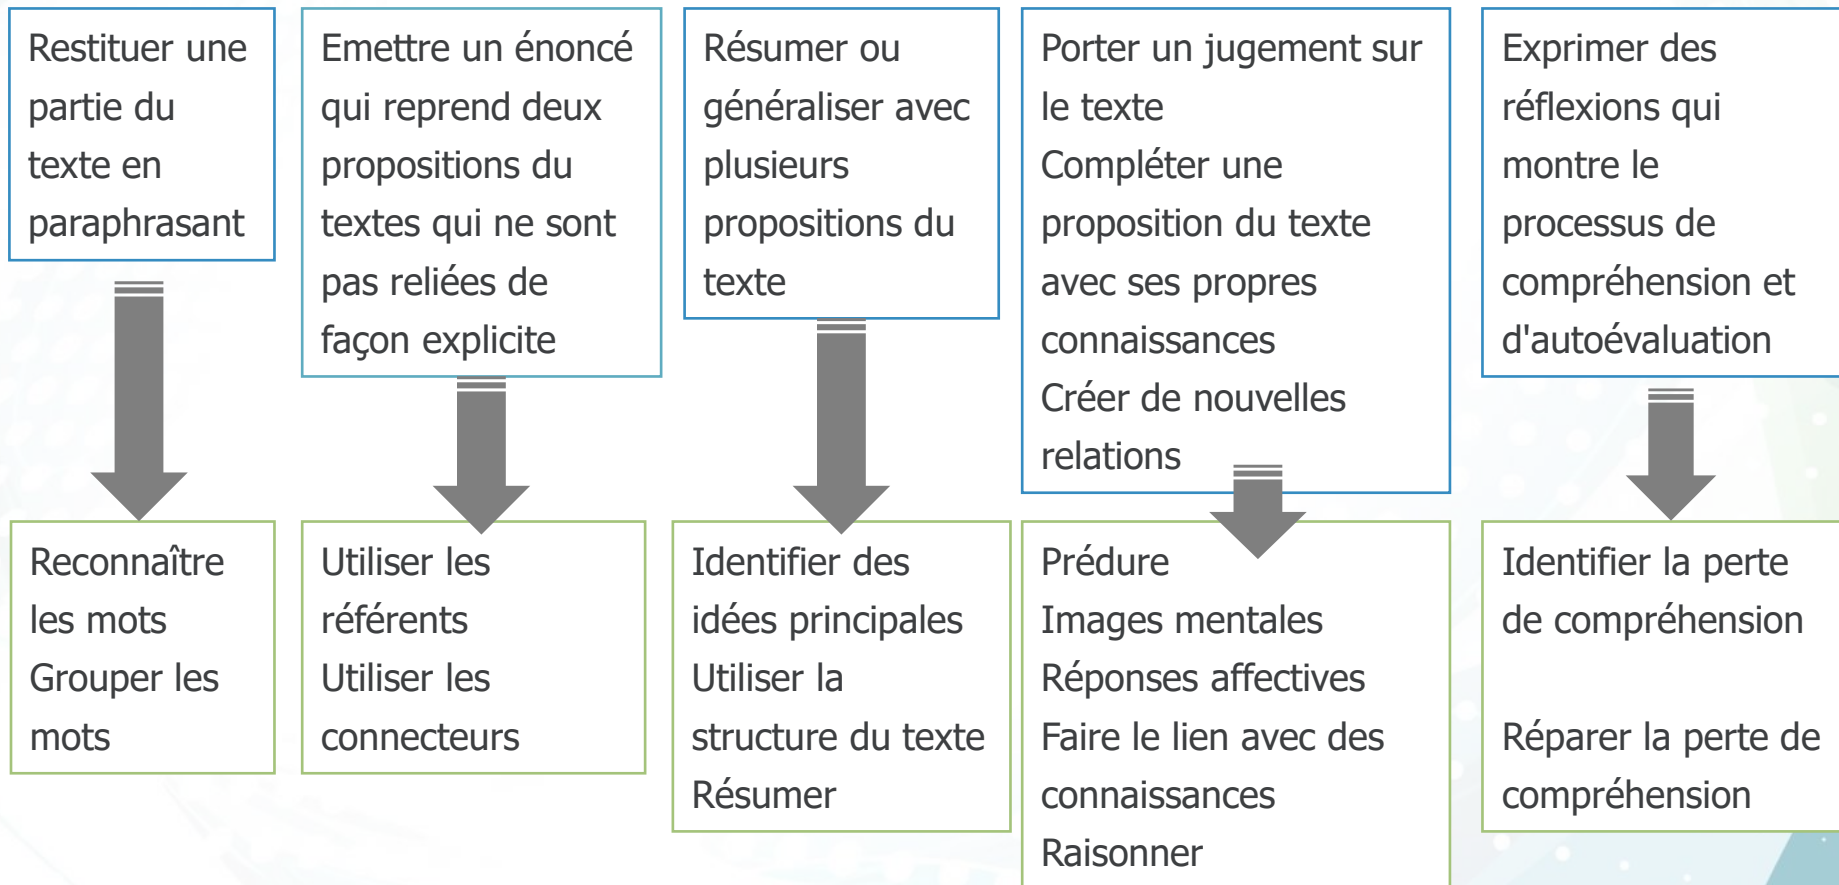 Restituer une
partie du
texte en
paraphrasant
Emettre un énoncé
qui reprend deux
propositions du
textes qui ne sont
pas reliées de
façon explicite
Résumer ou
généraliser avec
plusieurs
propositions du
texte
Porter un jugement sur
le texte
Compléter une
proposition du texte
avec ses propres
connaissances
Créer de nouvelles
relations
Exprimer des
réflexions qui
montre le
processus de
compréhension et
d'autoévaluation
Reconnaître
les mots
Grouper les
mots
Utiliser les
référents
Utiliser les
connecteurs
Identifier des
idées principales
Utiliser la
structure du texte
Résumer
Prédure
Images mentales
Réponses affectives
Faire le lien avec des
connaissances
Raisonner
Identifier la perte
de compréhension
Réparer la perte de
compréhension